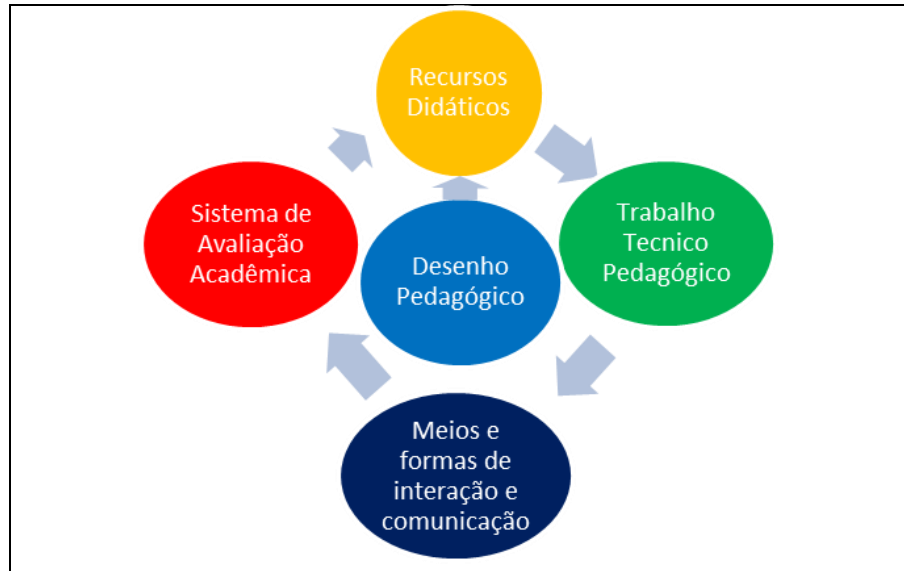 Recursos
Didáticos
Sistema de
Avaliação
Acadêmica
Desenho
Pedagógico
Trabalho
Tecnico
Pedagógico
Meios e
formas de
interação e
comunicação